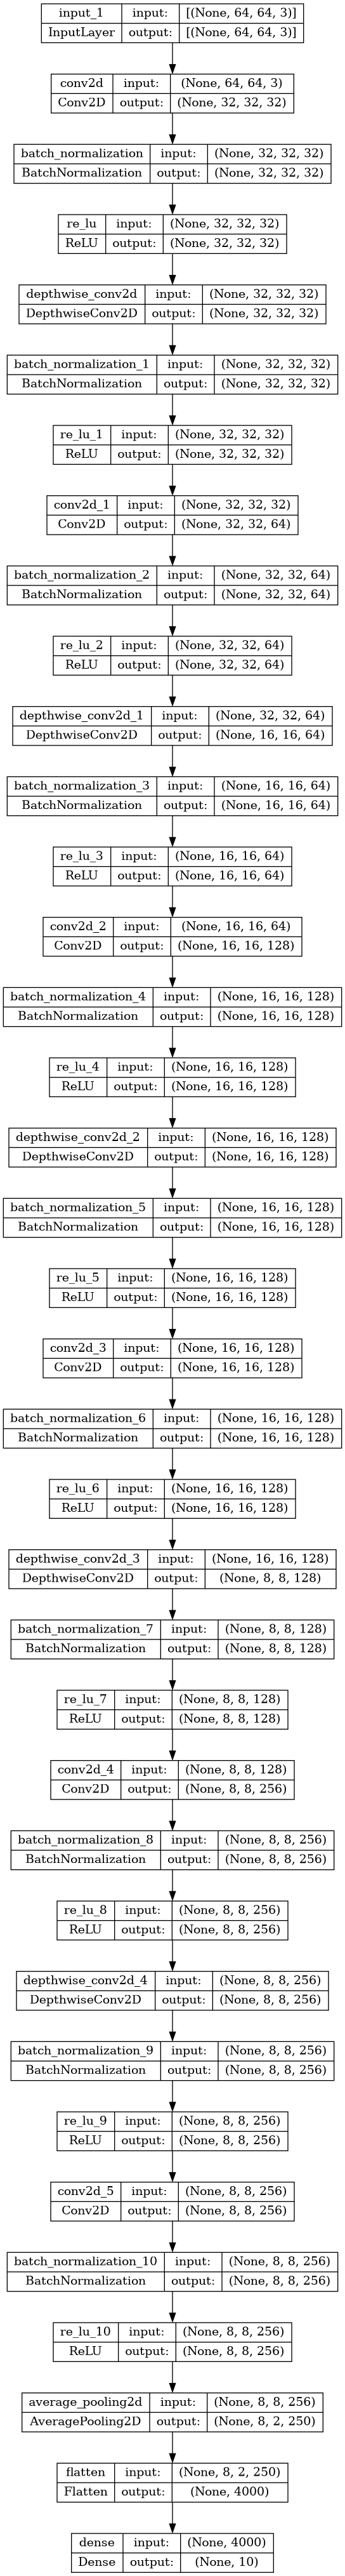 input_1 input: [(None, 64, 64, 3)]
InputLayer output: [(None, 64, 64, 3)]
conv2d input: (None, 64, 64, 3)
Conv2D output: (None, 32, 32, 32)
batch_normalization input: (None, 32, 32, 32)
BatchNormalization output: (None, 32, 32, 32)
re_lu input: (None, 32, 32, 32)
ReLU output: (None, 32, 32, 32)
depthwise_conv2d input: (None, 32, 32, 32)
DepthwiseConv2D output: (None, 32, 32, 32)
batch_normalization_1 input: (None, 32, 32, 32)
BatchNormalization output: (None, 32, 32, 32)
re_lu_1 input: (None, 32, 32, 32)
ReLU output: (None, 32, 32, 32)
conv2d_1 input: (None, 32, 32, 32)
Conv2D output: (None, 32, 32, 64)
batch_normalization_2 input: (None, 32, 32, 64)
BatchNormalization output: (None, 32, 32, 64)
re_lu_2 input: (None, 32, 32, 64)
ReLU output: (None, 32, 32, 64)
depthwise_conv2d_1 input: (None, 32, 32, 64)
DepthwiseConv2D output: (None, 16, 16, 64)
batch_normalization_3 input: (None, 16, 16, 64)
BatchNormalization output: (None, 16, 16, 64)
re_lu_3 input: (None, 16, 16, 64)
ReLU output: (None, 16, 16, 64)
conv2d_2 input: (None, 16, 16, 64)
Conv2D output: (None, 16, 16, 128)
batch_normalization_4 input: (None, 16, 16, 128)
BatchNormalization output: (None, 16, 16, 128)
re_lu_4 input: (None, 16, 16, 128)
ReLU output: (None, 16, 16, 128)
depthwise_conv2d_2 input: (None, 16, 16, 128)
DepthwiseConv2D output: (None, 16, 16, 128)
batch_normalization_5 input: (None, 16, 16, 128)
BatchNormalization output: (None, 16, 16, 128)
re_lu_5 input: (None, 16, 16, 128)
ReLU output: (None, 16, 16, 128)
conv2d_3 input: (None, 16, 16, 128)
Conv2D output: (None, 16, 16, 128)
batch_normalization_6 input: (None, 16, 16, 128)
BatchNormalization output: (None, 16, 16, 128)
re_lu_6 input: (None, 16, 16, 128)
ReLU output: (None, 16, 16, 128)
depthwise_conv2d_3 input: (None, 16, 16, 128)
DepthwiseConv2D output: (None, 8, 8, 128)
batch_normalization_7 input: (None, 8, 8, 128)
BatchNormalization output: (None, 8, 8, 128)
re_lu_7 input: (None, 8, 8, 128)
ReLU output: (None, 8, 8, 128)
conv2d_4 input: (None, 8, 8, 128)
Conv2D output: (None, 8, 8, 256)
batch_normalization_8 input: (None, 8, 8, 256)
BatchNormalization output: (None, 8, 8, 256)
re_lu_8 input: (None, 8, 8, 256)
ReLU output: (None, 8, 8, 256)
depthwise_conv2d_4 input: (None, 8, 8, 256)
DepthwiseConv2D output: (None, 8, 8, 256)
batch_normalization_9 input: (None, 8, 8, 256)
BatchNormalization output: (None, 8, 8, 256)
re_lu_9 input: (None, 8, 8, 256)
ReLU output: (None, 8, 8, 256)
conv2d_5 input: (None, 8, 8, 256)
Conv2D output: (None, 8, 8, 256)
batch_normalization_10 input: (None, 8, 8, 256)
BatchNormalization output: (None, 8, 8, 256)
re_lu_10 input: (None, 8, 8, 256)
ReLU output: (None, 8, 8, 256)
average_pooling2d input: (None, 8, 8, 256)
AveragePooling2D output: (None, 8, 2, 250)
flatten input: (None, 8, 2, 250)
Flatten output: (None, 4000)
dense input: (None, 4000)
Dense output: (None, 10)